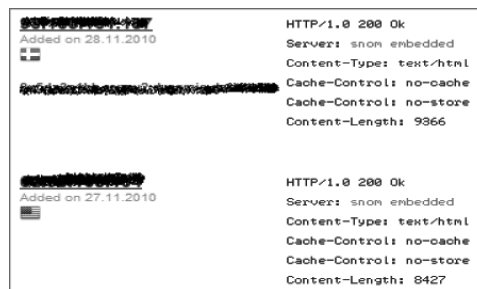 Added on 28.11.2010
HTTP/1.0 200 Ok
Server: snom embedded
Content-Type: text/html
Cache-Control: no-cache
Cache-Control: no-store
Content-Length: 9366
Added on 27.11.2010
HTTP/1.0 200 Ok
Server: snom embedded
Content-Type: text/html
Cache-Control: no-cache
Cache-Control: no-store
Content-Length: 8427